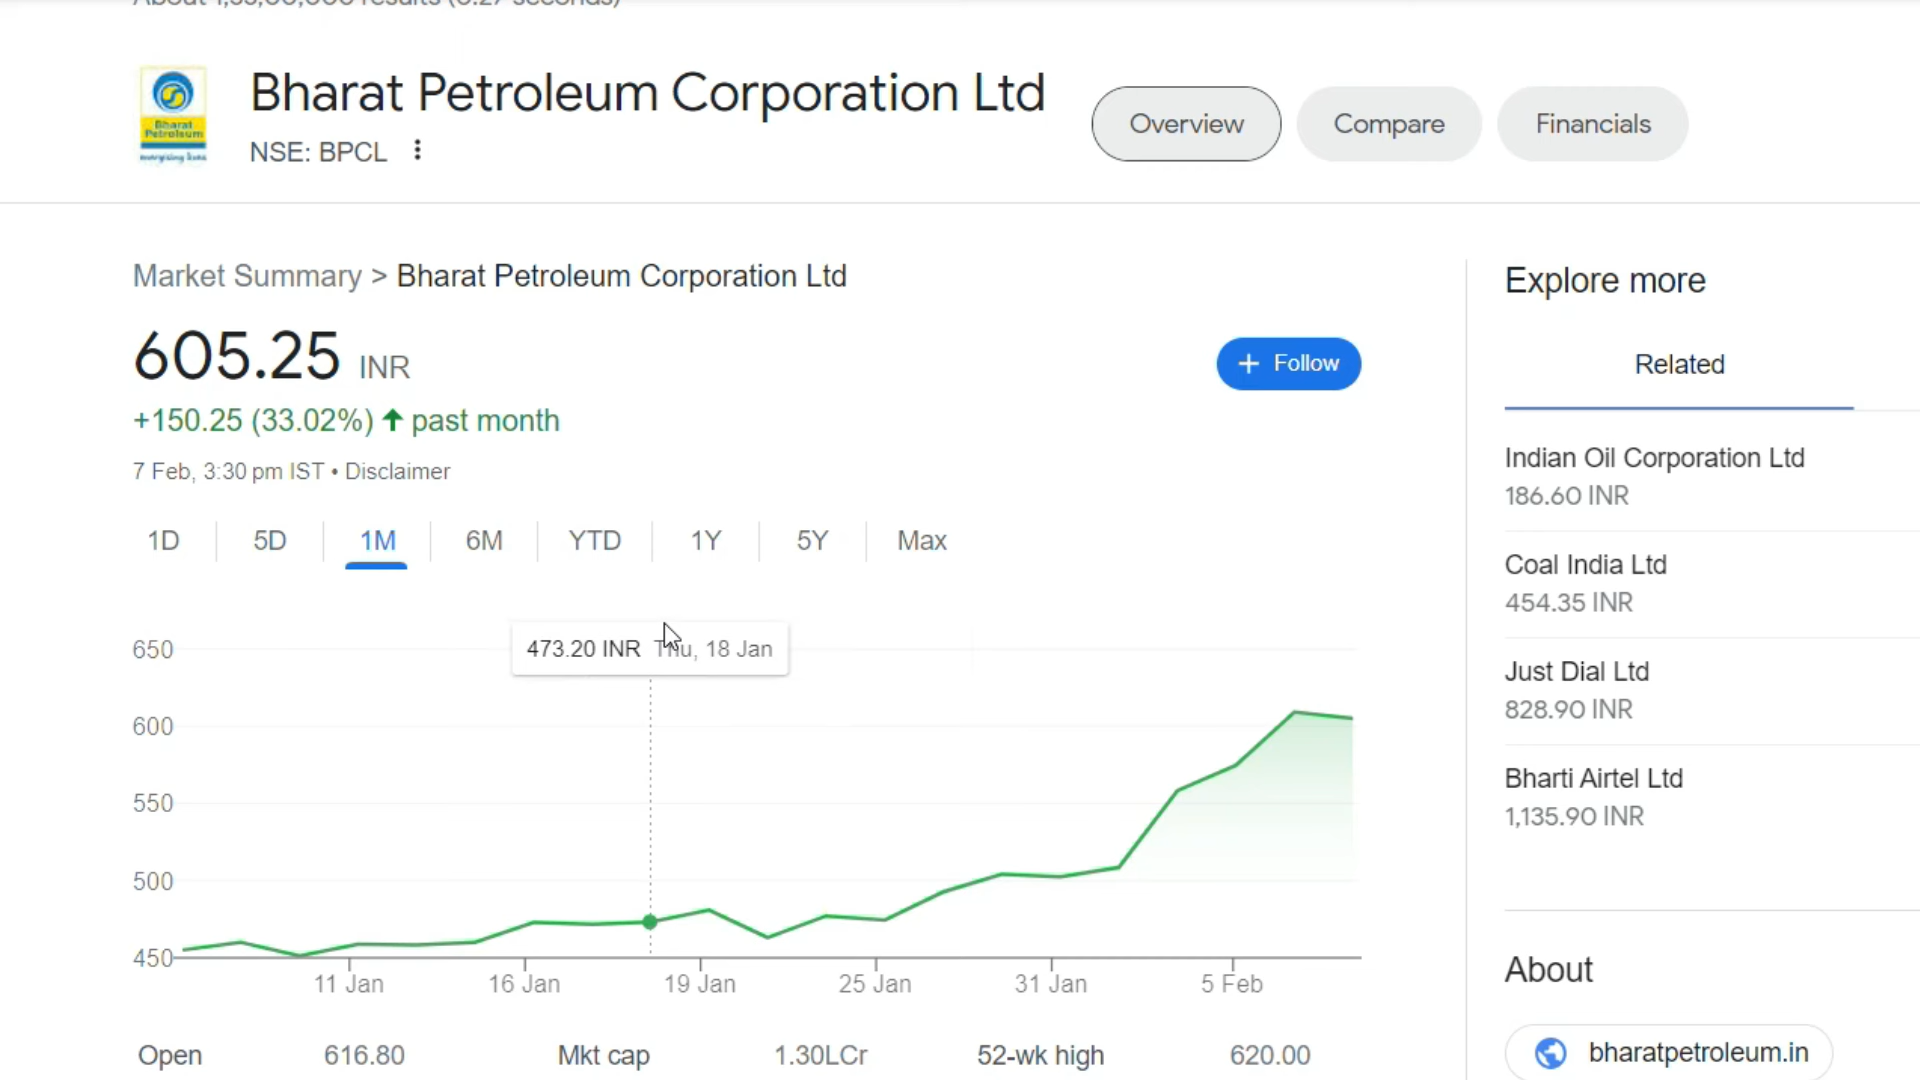 Bharat
Petroleum
energising lives
Bharat Petroleum Corporation Ltd
NSE: BPCL
Overview
Compare
Financials
Market Summary > Bharat Petroleum Corporation Ltd
605.25 INR
+150.25 (33.02%) past month
7 Feb, 3:30 pm IST • Disclaimer
+ Follow
1D
5D
1M
6M
YTD
1Y
5Y
Max
473.20 INR Thu, 18 Jan
650
600
550
500
450
11 Jan
16 Jan
19 Jan
25 Jan
31 Jan
5 Feb
Open 616.80
Mkt cap 1.30LCr
52-wk high 620.00
Explore more
Related
Indian Oil Corporation Ltd
186.60 INR
Coal India Ltd
454.35 INR
Just Dial Ltd
828.90 INR
Bharti Airtel Ltd
1,135.90 INR
About
bharatpetroleum.in